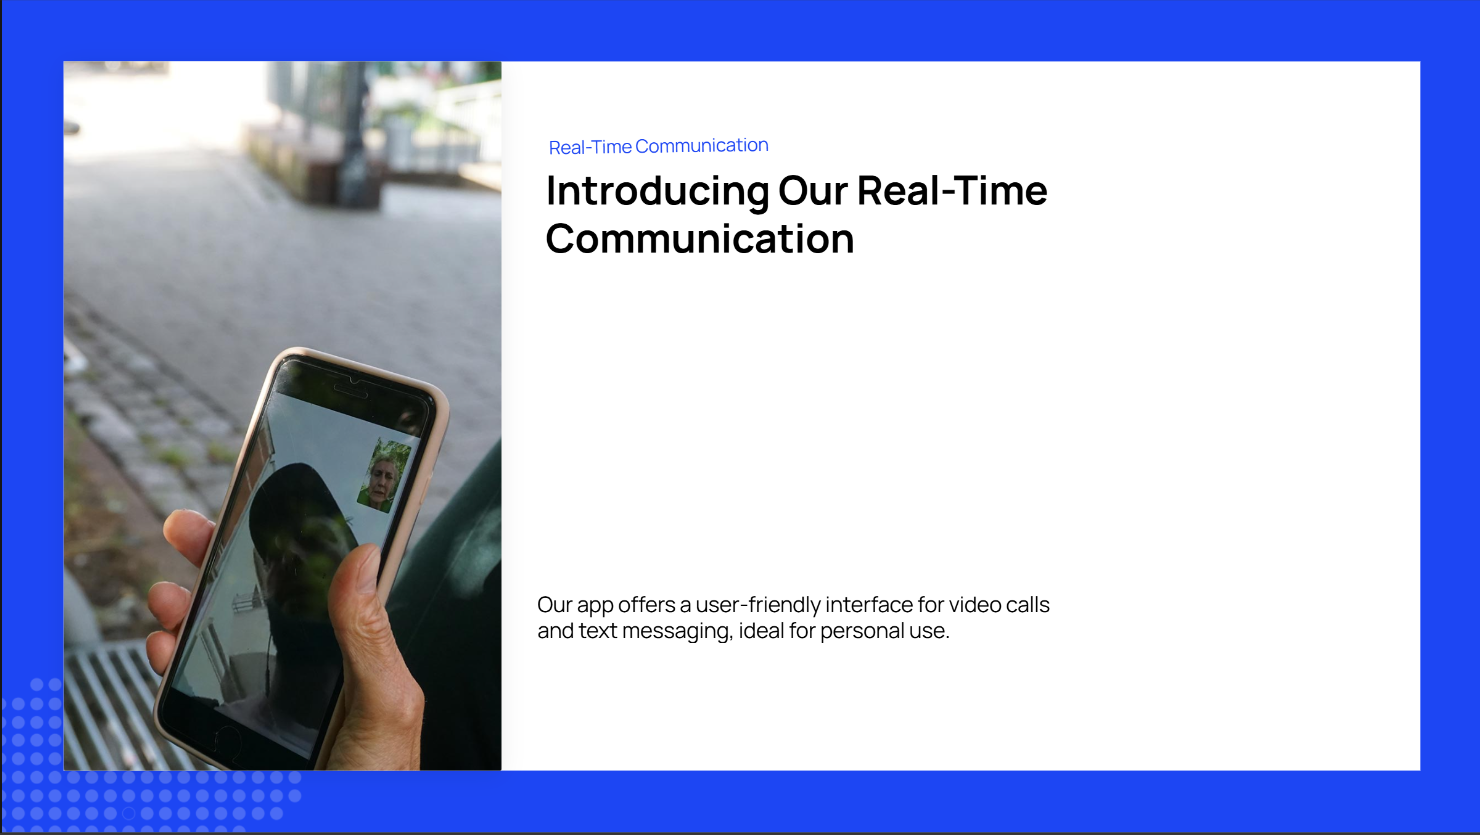 Real-Time Communication
Introducing Our Real-Time
Communication
Our app offers a user-friendly interface for video calls
and text messaging, ideal for personal use.